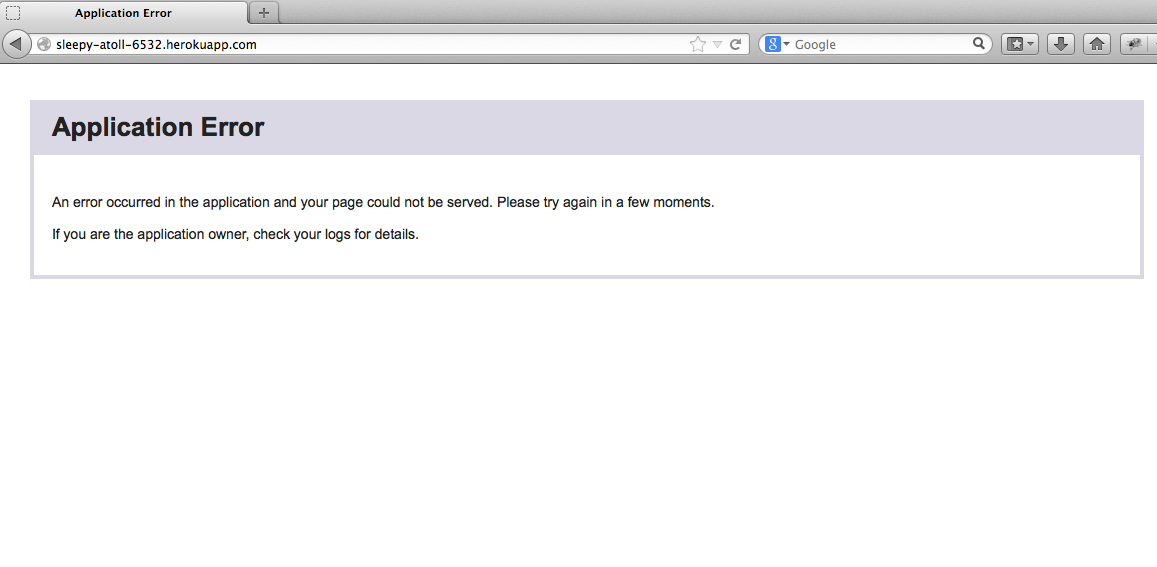 Application Error
sleepy-atoll-6532.herokuapp.com
Google
Application Error
An error occurred in the application and your page could not be served. Please try again in a few moments.
If you are the application owner, check your logs for details.